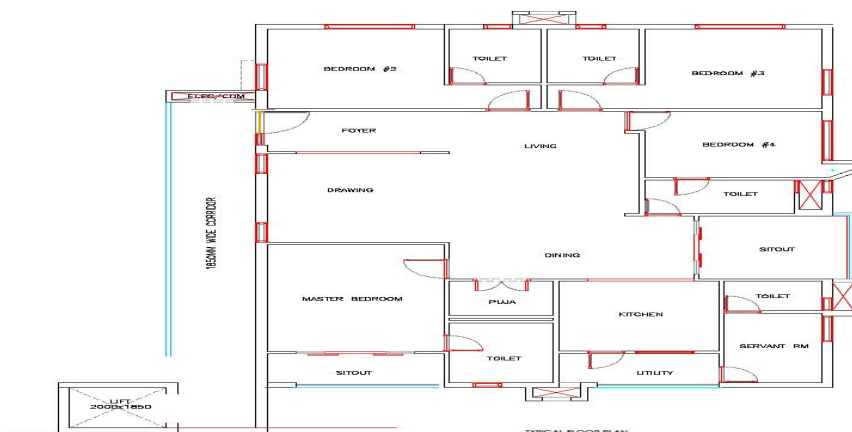 TOILET
TOILET
BEDROOM #2
BEDROOM #3
ELEC/COM
FOYER
LIVING
BEDROOM #4
DRAWING
TOILET
1850MM WIDE CORRIDOR
SITOUT
DINING
MASTER BEDROOM
PUJA
TOILET
KITCHEN
SERVANT RM
TOILET
SITOUT
UTILITY
LIFT
2000x1850
TYPICAL FLOOR PLAN